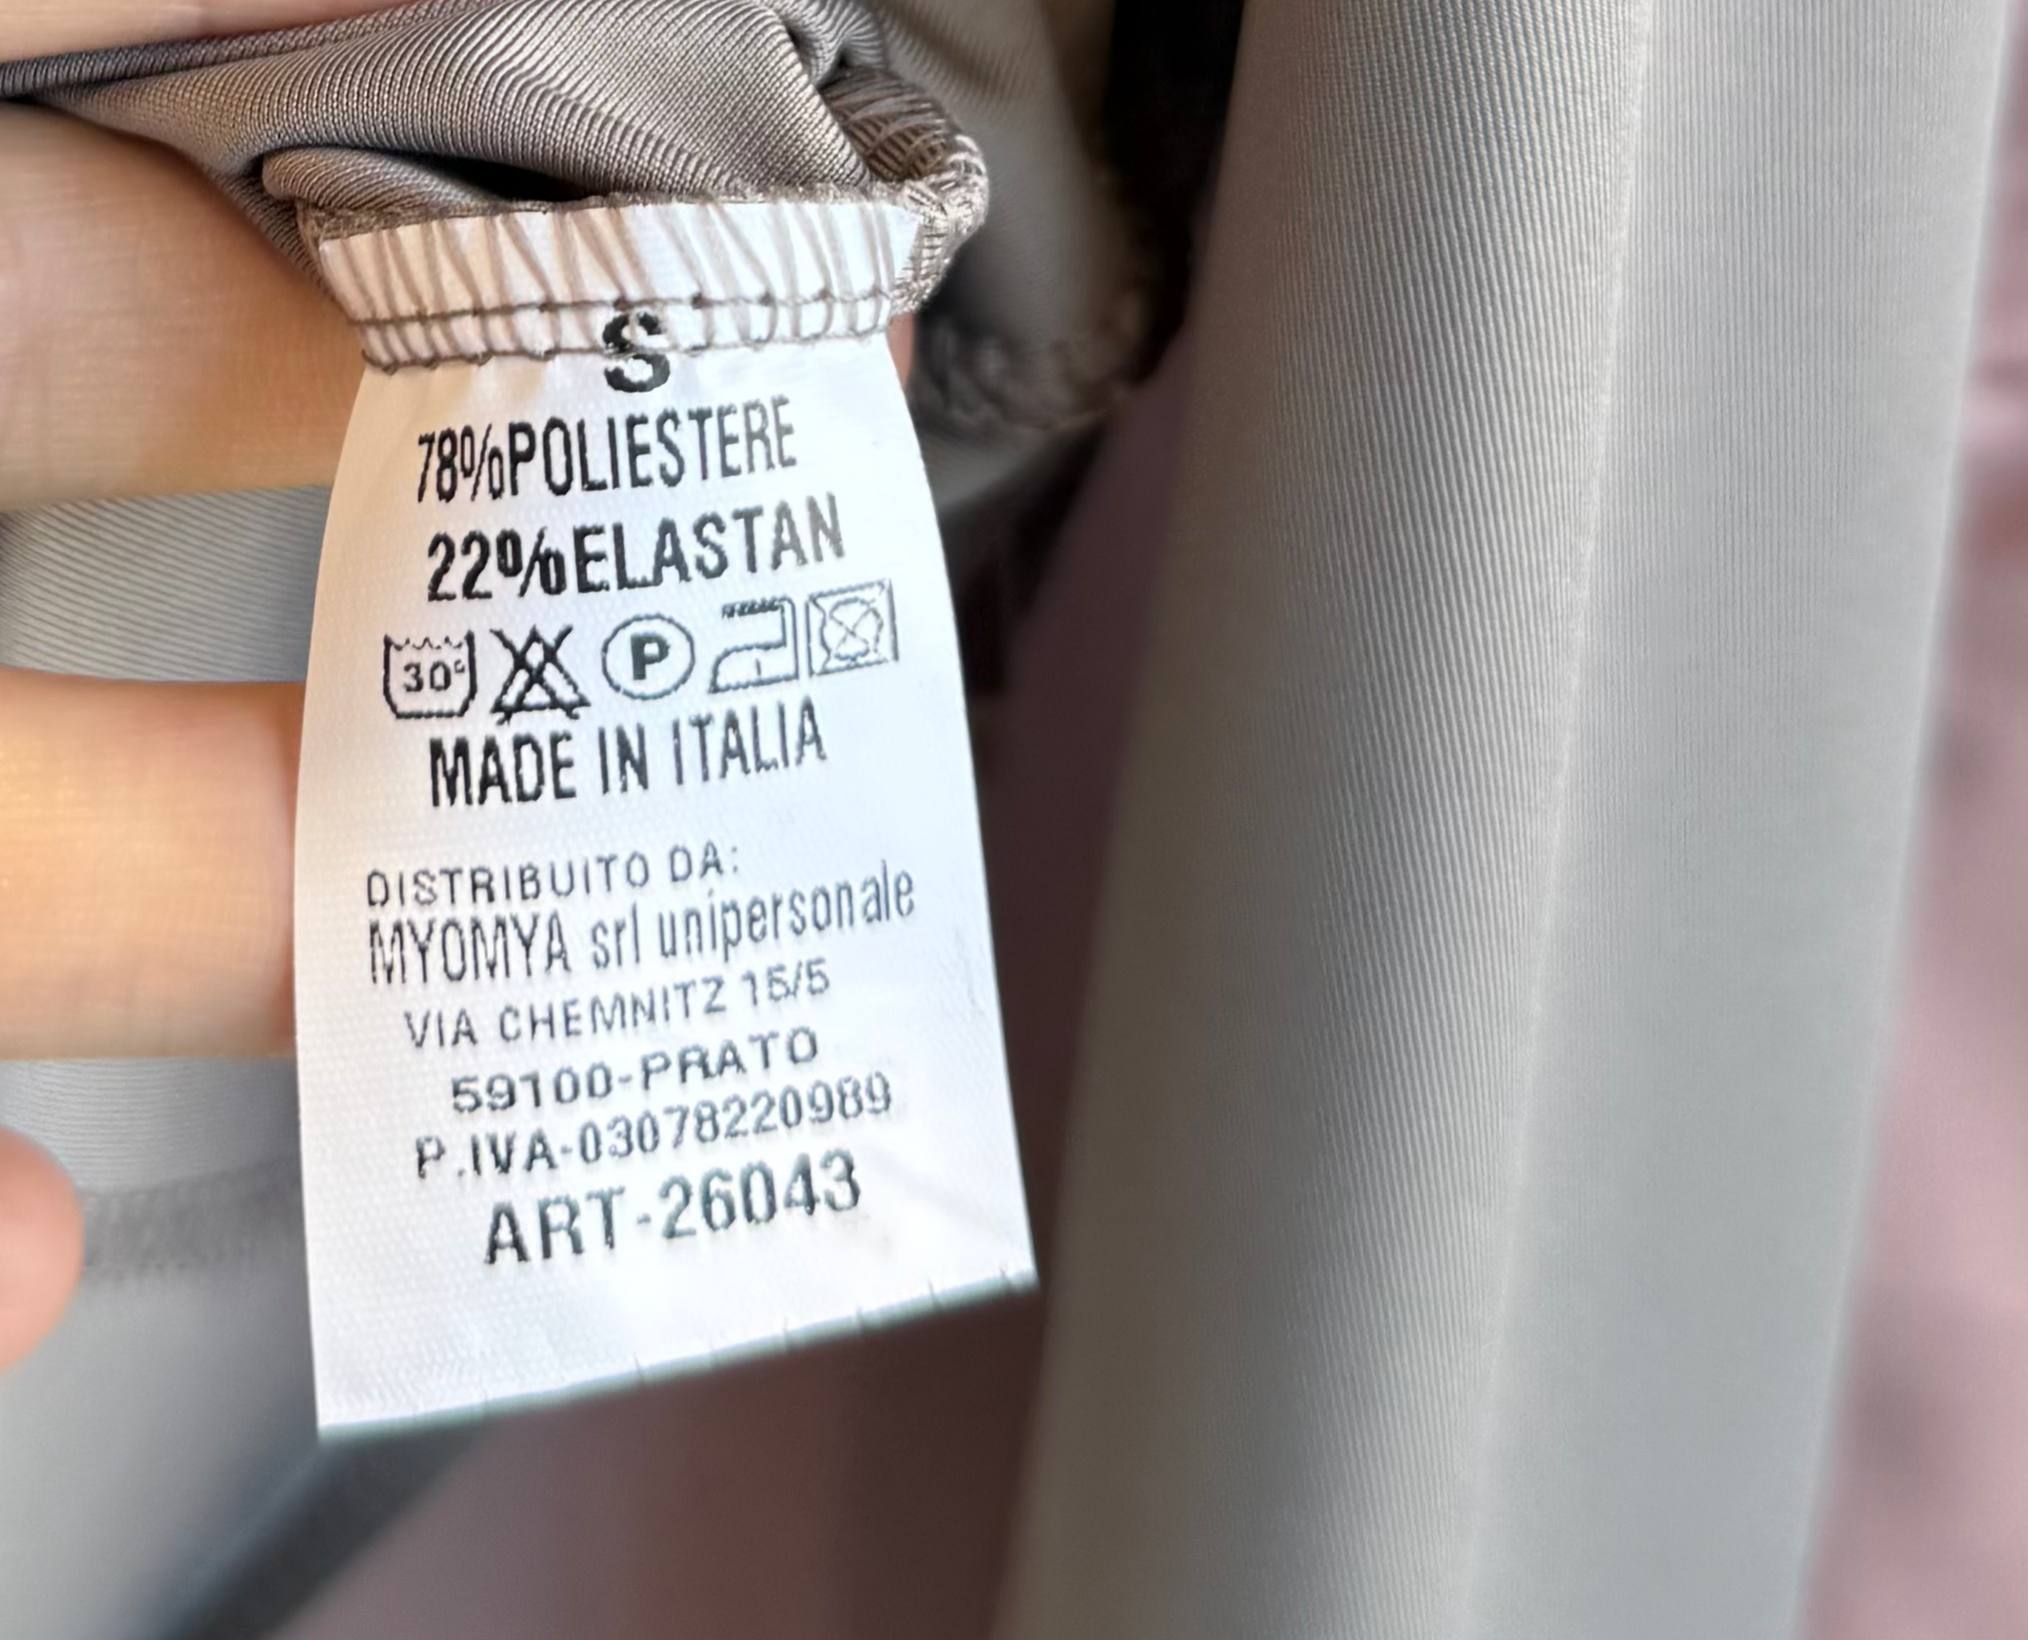 S
78%POLIESTERE
22%ELASTAN
30° P
MADE IN ITALIA
DISTRIBUITO DA:
MYOMYA srl unipersonale
VIA CHEMNITZ 15/5
59100-PRATO
P.IVA-03078220989
ART-26043